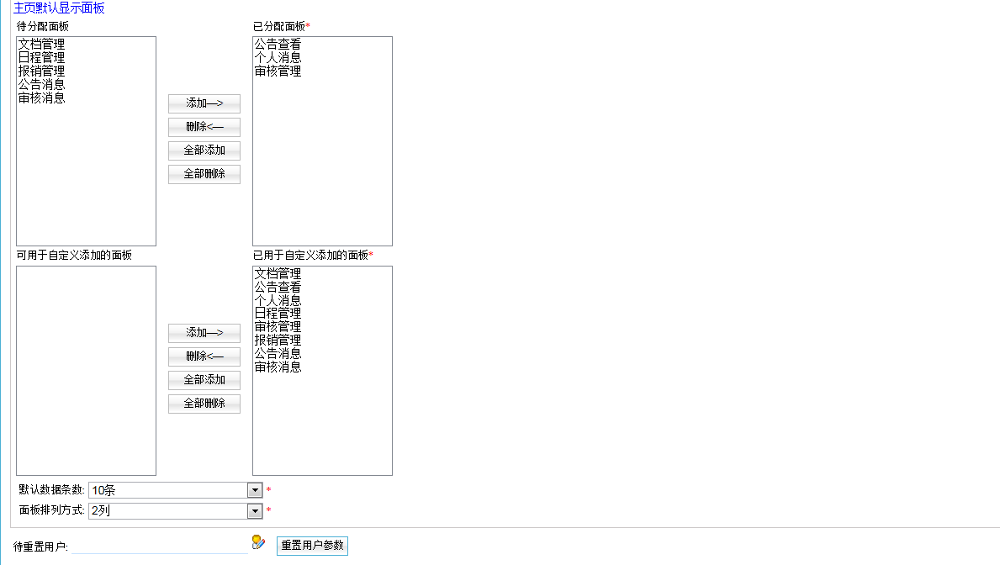 主页默认显示面板
待分配面板
已分配面板*
文档管理
日程管理
报销管理
公告消息
审核消息
添加—>
删除<—
全部添加
全部删除
公告查看
个人消息
审核管理
可用于自定义添加的面板
已用于自定义添加的面板*
添加—>
删除<—
全部添加
全部删除
文档管理
公告查看
个人消息
日程管理
审核管理
报销管理
公告消息
审核消息
默认数据条数: 10条 *
面板排列方式: 2列 *
待重置用户: 重置用户参数